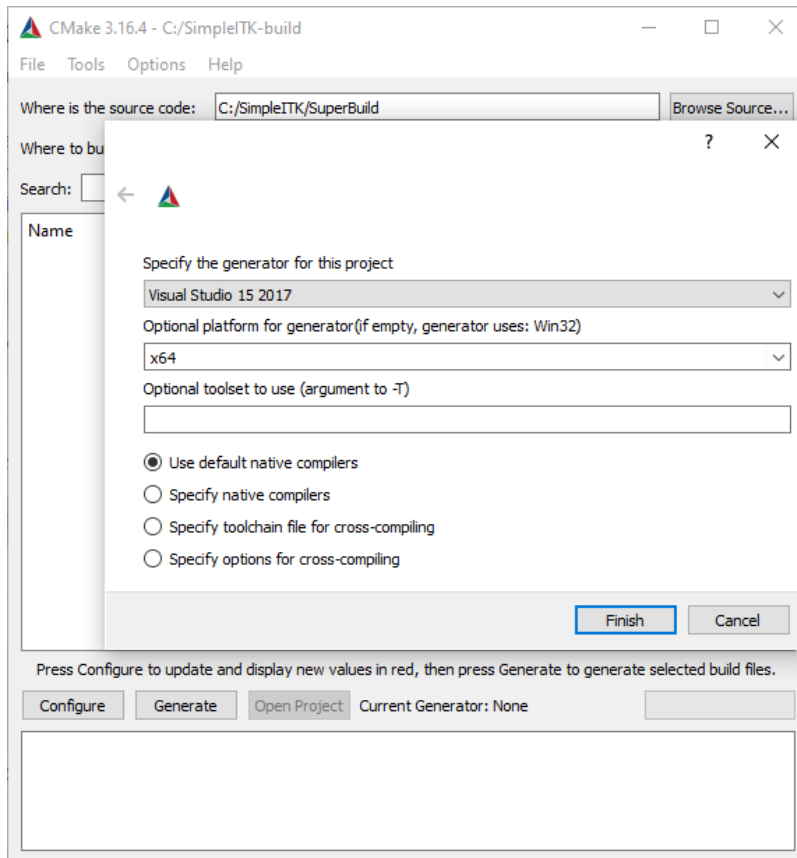 CMake 3.16.4 - C:/SimpleITK-build
File Tools Options Help
Where is the source code: C:/SimpleITK/SuperBuild Browse Source...
Where to bu
?
Search:
Name
Specify the generator for this project
Visual Studio 15 2017
Optional platform for generator(if empty, generator uses: Win32)
x64
Optional toolset to use (argument to -T)
Use default native compilers
Specify native compilers
Specify toolchain file for cross-compiling
Specify options for cross-compiling
Finish Cancel
Press Configure to update and display new values in red, then press Generate to generate selected build files.
Configure Generate Open Project Current Generator: None